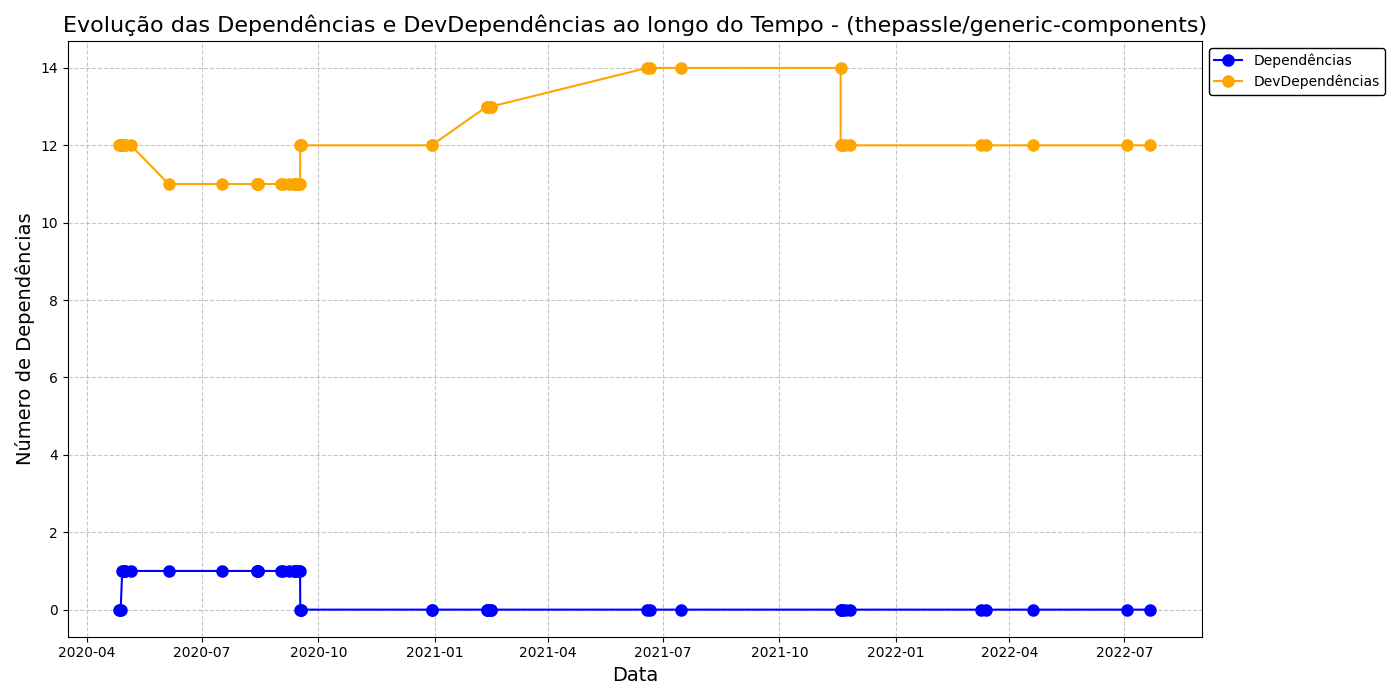 Evolução das Dependências e DevDependências ao longo do Tempo - (thepassle/generic-components)
Dependências
DevDependências
Número de Dependências
14
12
10
8
6
4
2
0
2020-04 2020-07 2020-10 2021-01 2021-04 2021-07 2021-10 2022-01 2022-04 2022-07
Data